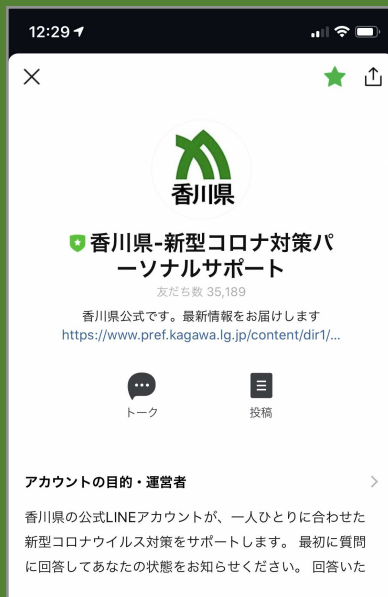 12:29
香川県
香川県-新型コロナ対策パ
ーソナルサポート
友だち数 35,189
香川県公式です。最新情報をお届けします
https://www.pref.kagawa.lg.jp/content/dir1/...
トーク
投稿
アカウントの目的・運営者
香川県の公式LINEアカウントが、一人ひとりに合わせた
新型コロナウイルス対策をサポートします。 最初に質問
に回答してあなたの状態をお知らせください。 回答いた